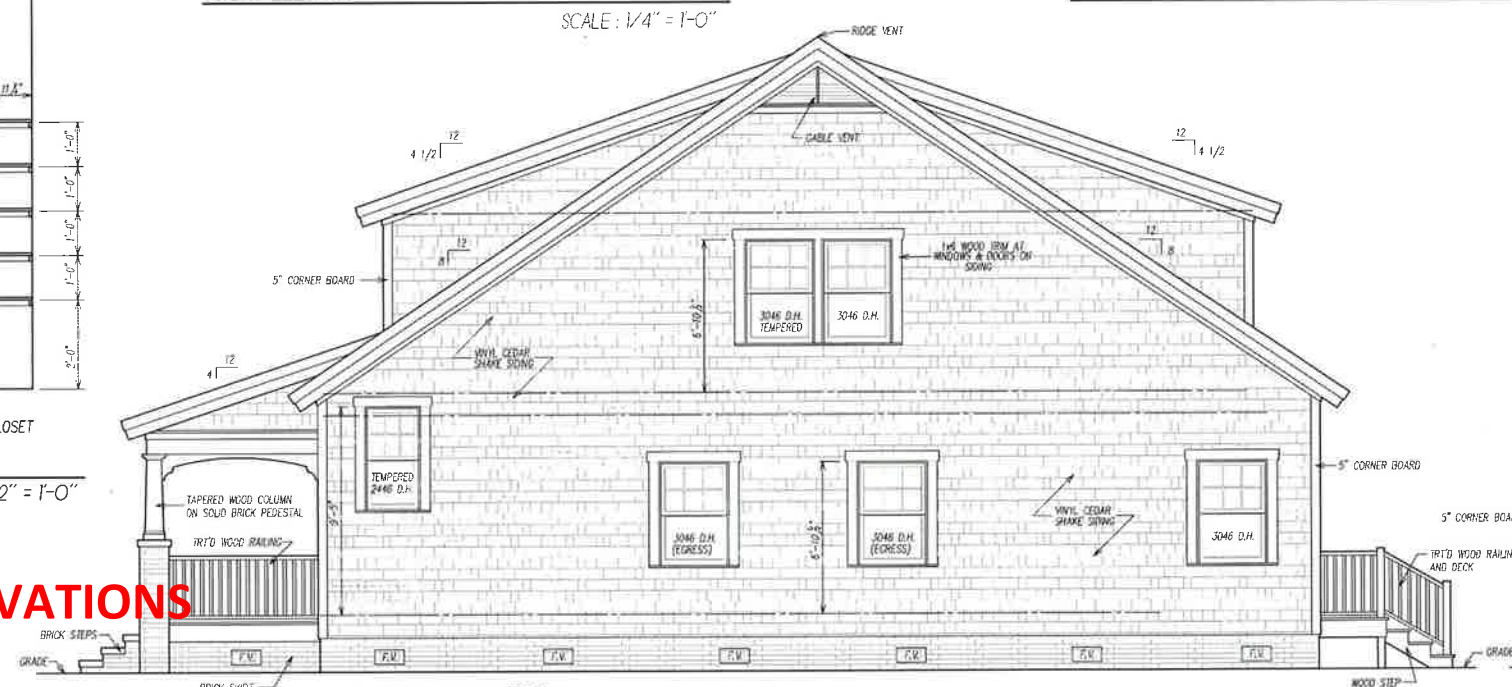 SCALE: 1/4" = 1'-0"
RIDGE VENT
1'-0"
12
4 1/2
GABLE VENT
12
4 1/2
1'-0"
1'-0"
12
8
1x6 WOOD TRIM AT
WINDOWS & DOORS ON
SIDING
12
8
5" CORNER BOARD
1'-0"
3046 D.H.
TEMPERED
3046 D.H.
6'-10 1/2"
2'-0"
12
4
VINYL CEDAR
SHAKE SIDING
LOSET
2" = 1'-0"
TEMPERED
2446 D.H.
9'-5"
5" CORNER BOARD
TAPERED WOOD COLUMN
ON SOLID BRICK PEDESTAL
VINYL CEDAR
SHAKE SIDING
5" CORNER BOA
TRT'D WOOD RAILING
3046 D.H.
(EGRESS)
6'-10 1/2"
3046 D.H.
(EGRESS)
3046 D.H.
TRT'D WOOD RAILIN
AND DECK
VATIONS
BRICK STEPS
GRADE
F.V.
F.V.
F.V.
F.V.
F.V.
F.V.
F.V.
GRADE
BRICK SKIRT
WOOD STEP